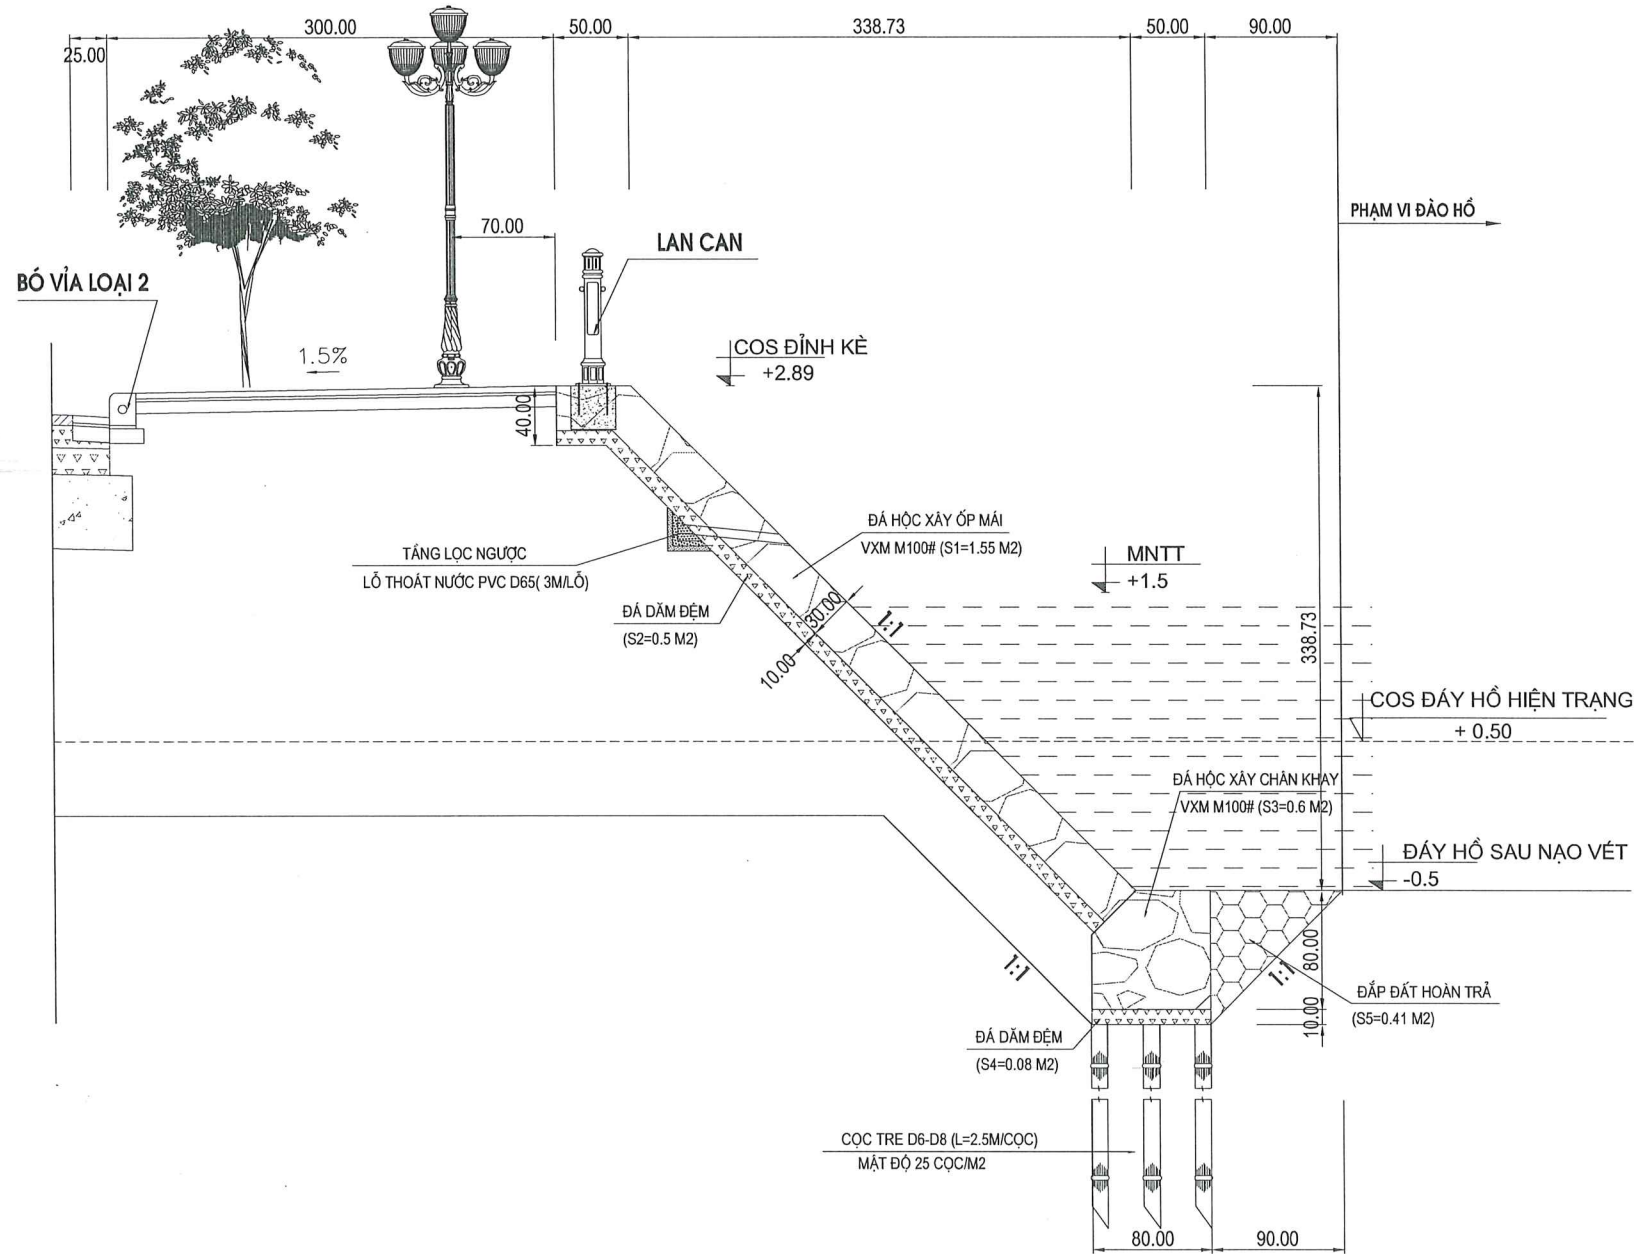 300.00
50.00
338.73
50.00
90.00
25.00
PHẠM VI ĐÀO HỒ
70.00
LAN CAN
BÓ VỈA LOẠI 2
1.5%
COS ĐỈNH KÈ
+2.89
40.00
ĐÁ HỘC XÂY ỐP MÁI
VXM M100# (S1=1.55 M2)
TẦNG LỌC NGƯỢC
LỖ THOÁT NƯỚC PVC D65( 3M/LỖ)
MNTT
+1.5
ĐÁ DĂM ĐỆM
(S2=0.5 M2)
30.00
1:1
10.00
338.73
COS ĐÁY HỒ HIỆN TRẠNG
+ 0.50
ĐÁ HỘC XÂY CHÂN KHAY
VXM M100# (S3=0.6 M2)
ĐÁY HỒ SAU NẠO VÉT
-0.5
80.00
1:1
1:1
ĐẮP ĐẤT HOÀN TRẢ
(S5=0.41 M2)
10.00
ĐÁ DĂM ĐỆM
(S4=0.08 M2)
CỌC TRE D6-D8 (L=2.5M/CỌC)
MẬT ĐỘ 25 CỌC/M2
80.00
90.00